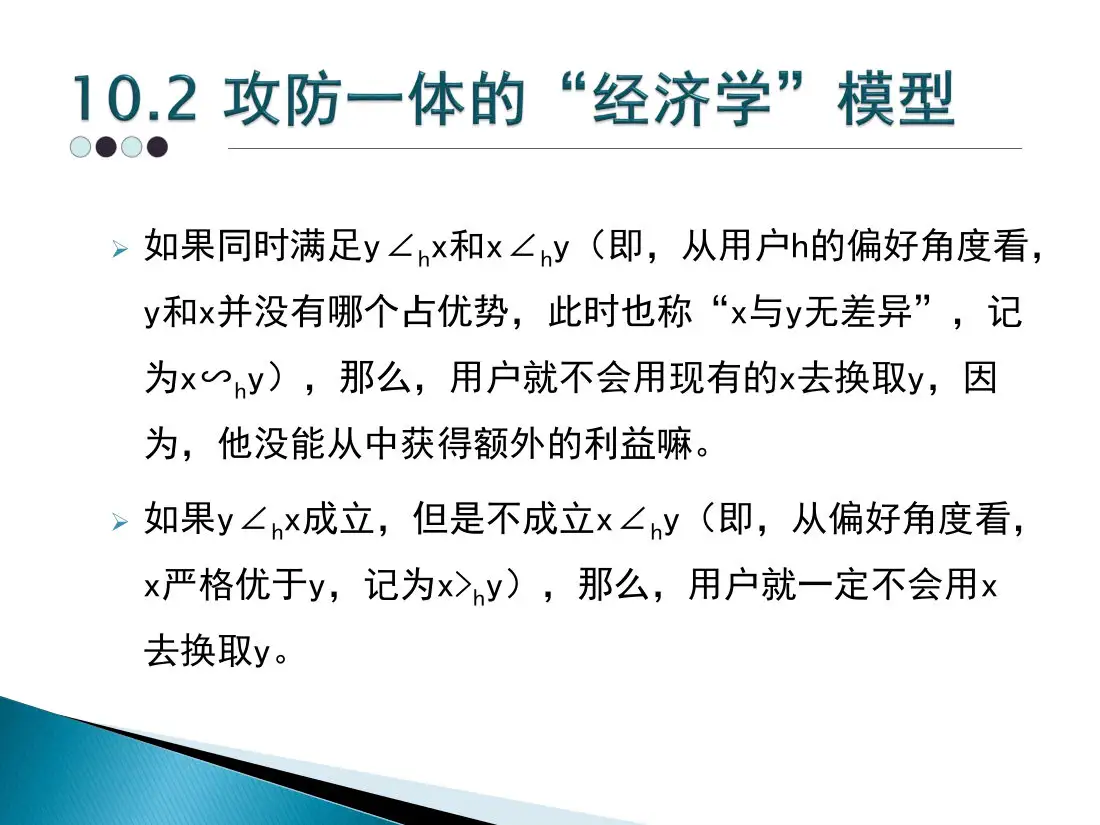 10.2 攻防一体的“经济学”模型
如果同时满足y∠hx和x∠hy（即，从用户h的偏好角度看，
y和x并没有哪个占优势，此时也称“x与y无差异”，记
为x∽hy），那么，用户就不会用现有的x去换取y，因
为，他没能从中获得额外的利益嘛。
如果y∠hx成立，但是不成立x∠hy（即，从偏好角度看，
x严格优于y，记为x>hy），那么，用户就一定不会用x
去换取y。